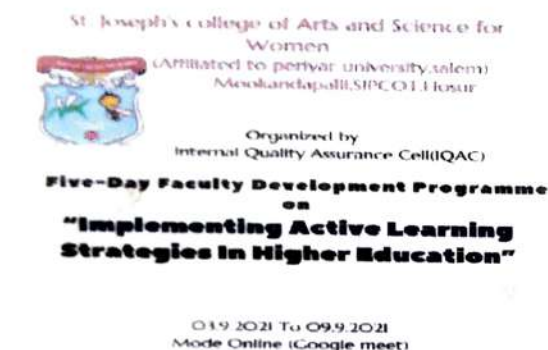 St. Joseph's college of Arts and Science for
Women
(Affiliated to periyar university,salem)
Mookandapalli,SIPCOT,Hosur
Organized by
Internal Quality Assurance Cell(IQAC)
Five-Day Faculty Development Programme
on
"Implementing Active Learning
Strategies In Higher Education"
03.9.2021 To 09.9.2021
Mode Online (Google meet)